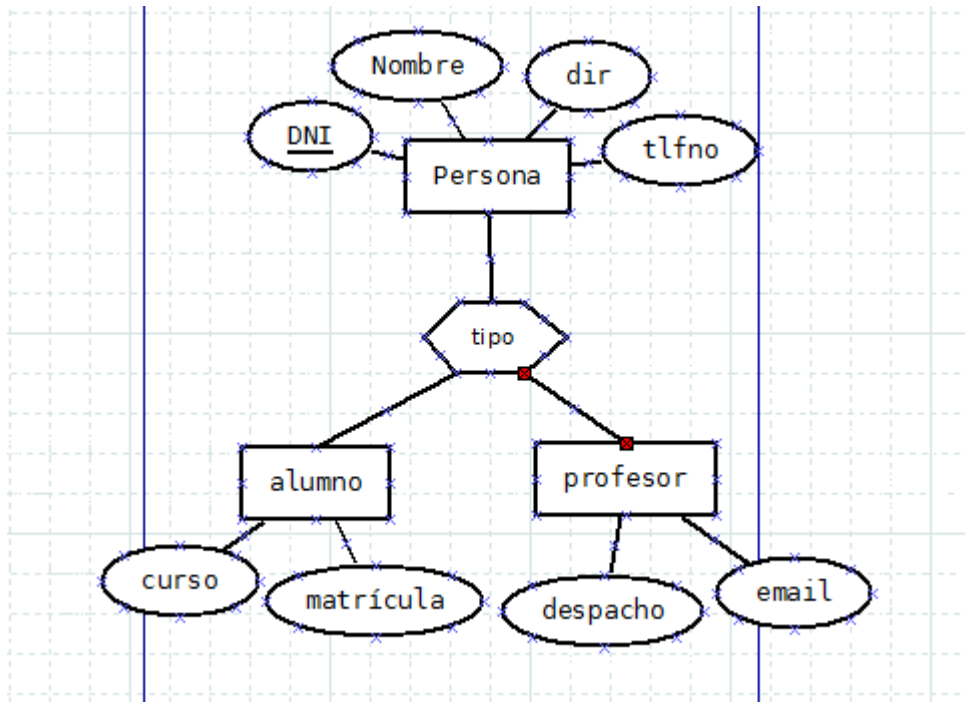 Nombre
dir
DNI
tlfno
Persona
tipo
alumno
profesor
curso
matrícula
despacho
email